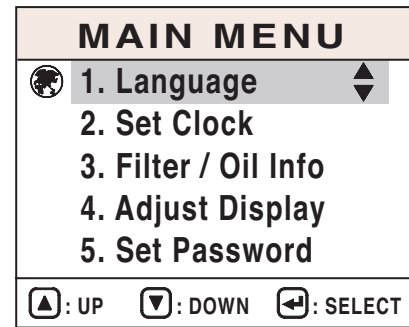 MAIN MENU
1. Language
2. Set Clock
3. Filter / Oil Info
4. Adjust Display
5. Set Password
: UP : DOWN : SELECT